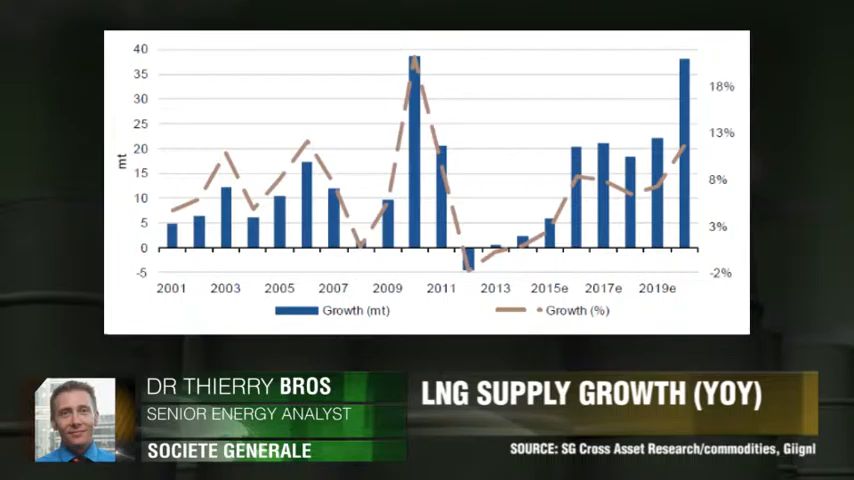 40
35
30
25
20
15
10
5
0
-5
mt
18%
13%
8%
3%
-2%
2001 2003 2005 2007 2009 2011 2013 2015e 2017e 2019e
Growth (mt) Growth (%)
DR THIERRY BROS
SENIOR ENERGY ANALYST
SOCIETE GENERALE
LNG SUPPLY GROWTH (YOY)
SOURCE: SG Cross Asset Research/commodities, Giignl